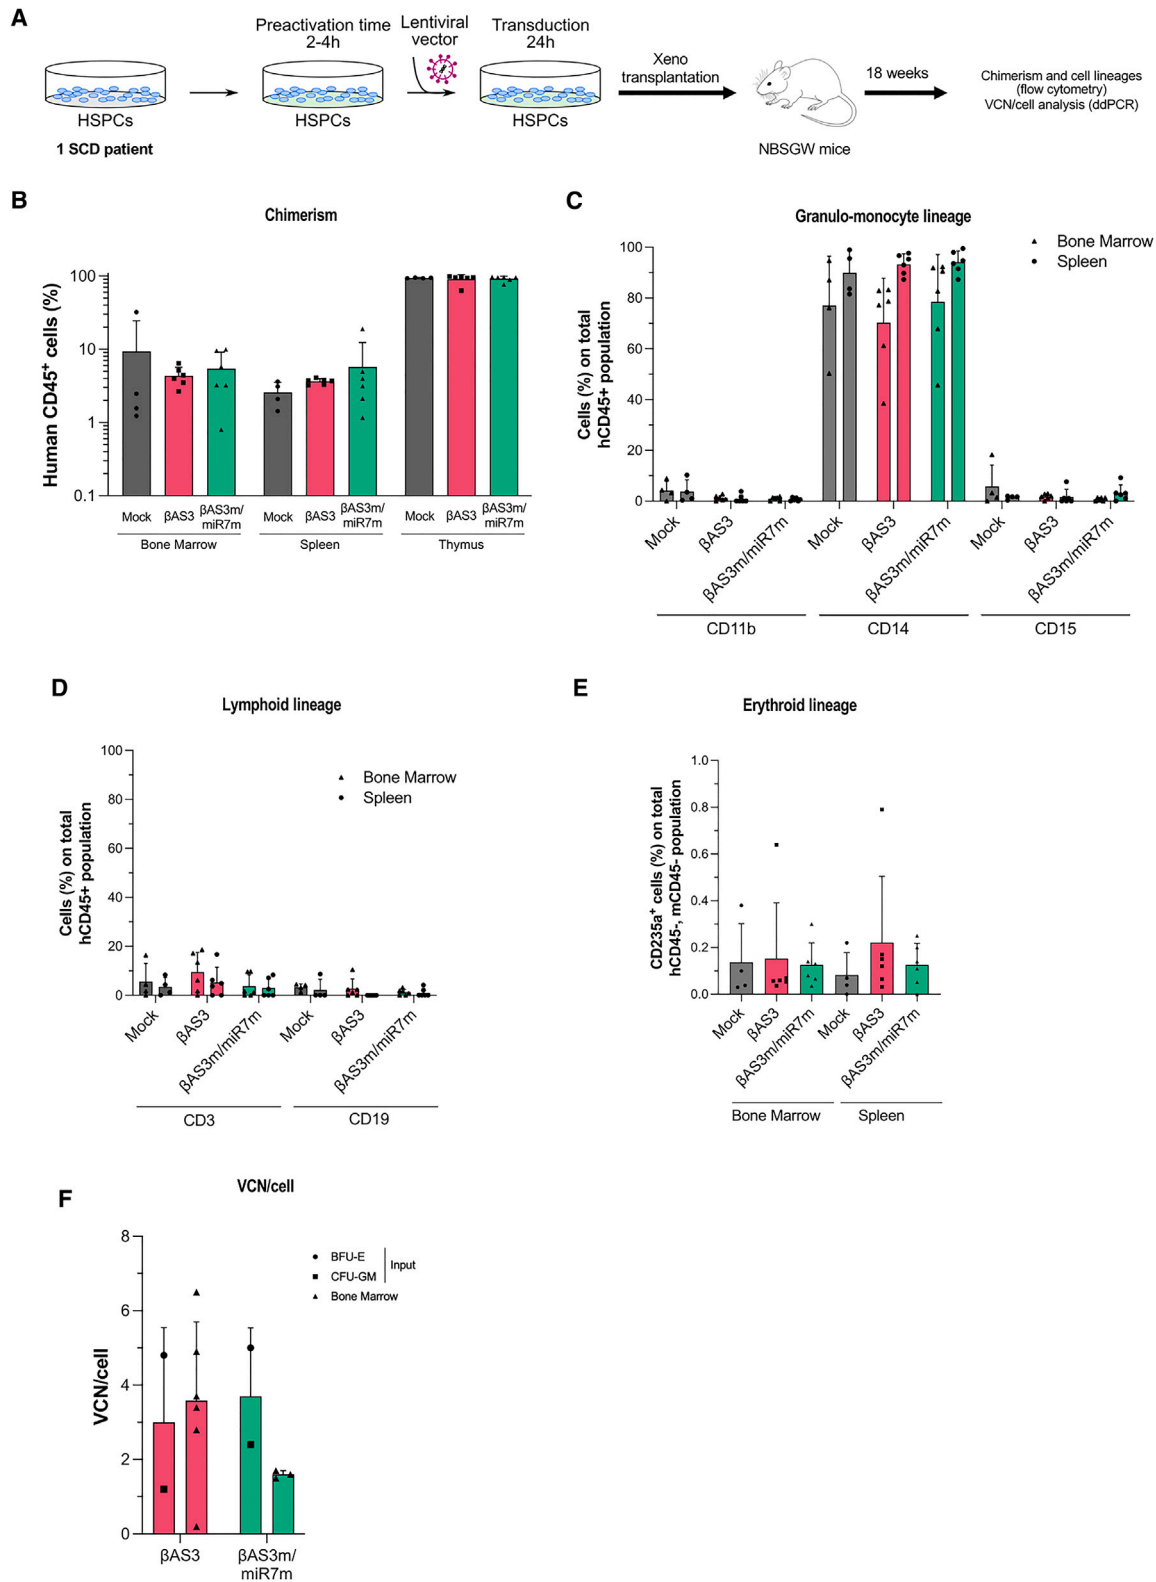 A
Preactivation time
2-4h
Lentiviral
vector
Transduction
24h
Xeno
transplantation
18 weeks
Chimerism and cell lineages
(flow cytometry)
VCN/cell analysis (ddPCR)
HSPCs
HSPCs
HSPCs
1 SCD patient
NBSGW mice
B
Chimerism
Human CD45+ cells (%)
100
10
1
0.1
Mock
βAS3
βAS3m/
miR7m
Mock
βAS3
βAS3m/
miR7m
Mock
βAS3
βAS3m/
miR7m
Bone Marrow
Spleen
Thymus
C
Granulo-monocyte lineage
Bone Marrow
Spleen
Cells (%) on total
hCD45+ population
100
80
60
40
20
0
Mock
βAS3
βAS3m/miR7m
Mock
βAS3
βAS3m/miR7m
Mock
βAS3
βAS3m/miR7m
CD11b
CD14
CD15
D
Lymphoid lineage
Bone Marrow
Spleen
Cells (%) on total
hCD45+ population
100
80
60
40
20
0
Mock
βAS3
βAS3m/miR7m
Mock
βAS3
βAS3m/miR7m
CD3
CD19
E
Erythroid lineage
CD235a+ cells (%) on total
hCD45-, mCD45- population
1.0
0.8
0.6
0.4
0.2
0.0
Mock
βAS3
βAS3m/miR7m
Mock
βAS3
βAS3m/miR7m
Bone Marrow
Spleen
F
VCN/cell
VCN/cell
8
6
4
2
0
BFU-E
CFU-GM
Input
Bone Marrow
βAS3
βAS3m/
miR7m